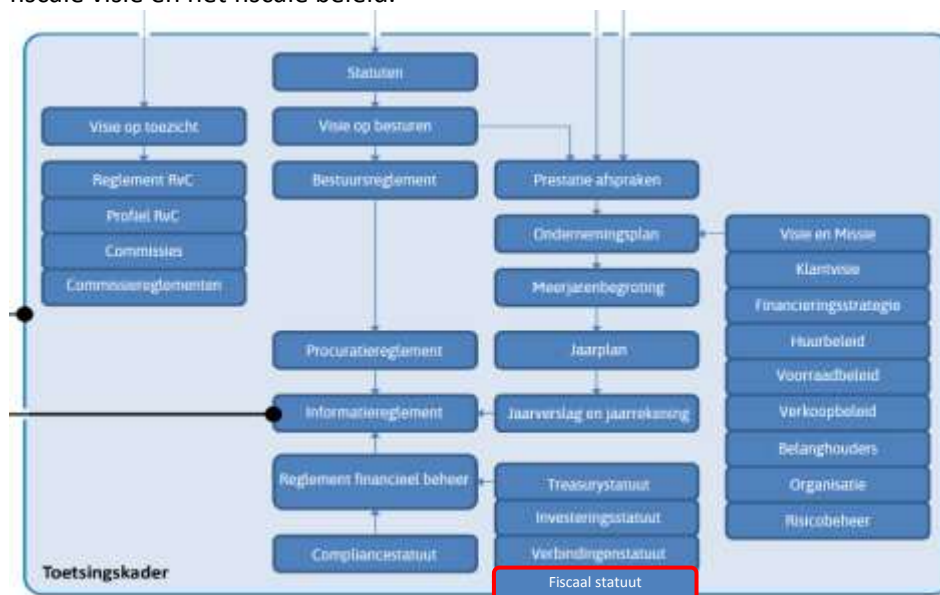 fiscale visie en het fiscale beleid.
Statuten
Visie op toezicht
Visie op besturen
Reglement RvC
Bestuursreglement
Prestatie afspraken
Profiel RvC
Ondernemingsplan
Visie en Missie
Commissies
Klantvisie
Commissiereglementen
Meerjarenbegroting
Financieringsstrategie
Huurbeleid
Procuratiereglement
Jaarplan
Voorraadbeleid
Informatiereglement
Jaarverslag en jaarrekening
Verkoopbeleid
Belanghouders
Reglement financieel beheer
Treasurystatuut
Organisatie
Investeringsstatuut
Risicobeheer
Compliancestatuut
Verbindingenstatuut
Toetsingskader
Fiscaal statuut